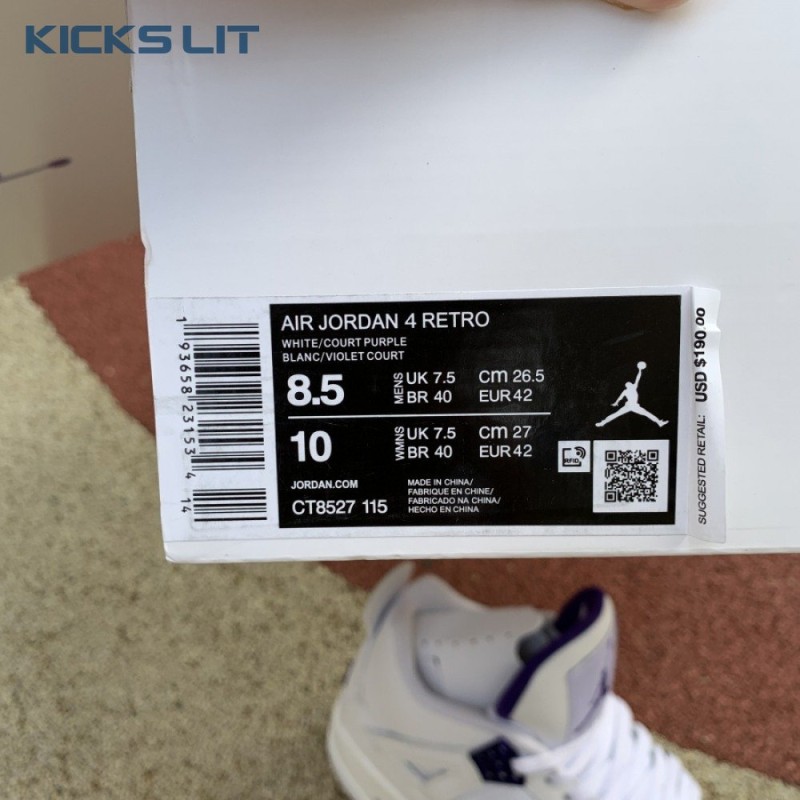 KICKS LIT
AIR JORDAN 4 RETRO
WHITE/COURT PURPLE
BLANC/VIOLET COURT
8.5 MENS UK 7.5 cm 26.5
BR 40 EUR 42
10 WMNS UK 7.5 cm 27
BR 40 EUR 42
RFID
JORDAN.COM
CT8527 115
MADE IN CHINA/
FABRIQUE EN CHINE/
FABRICADO NA CHINA/
HECHO EN CHINA
1 93658 23153 4 14
SUGGESTED RETAIL: USD $190.00